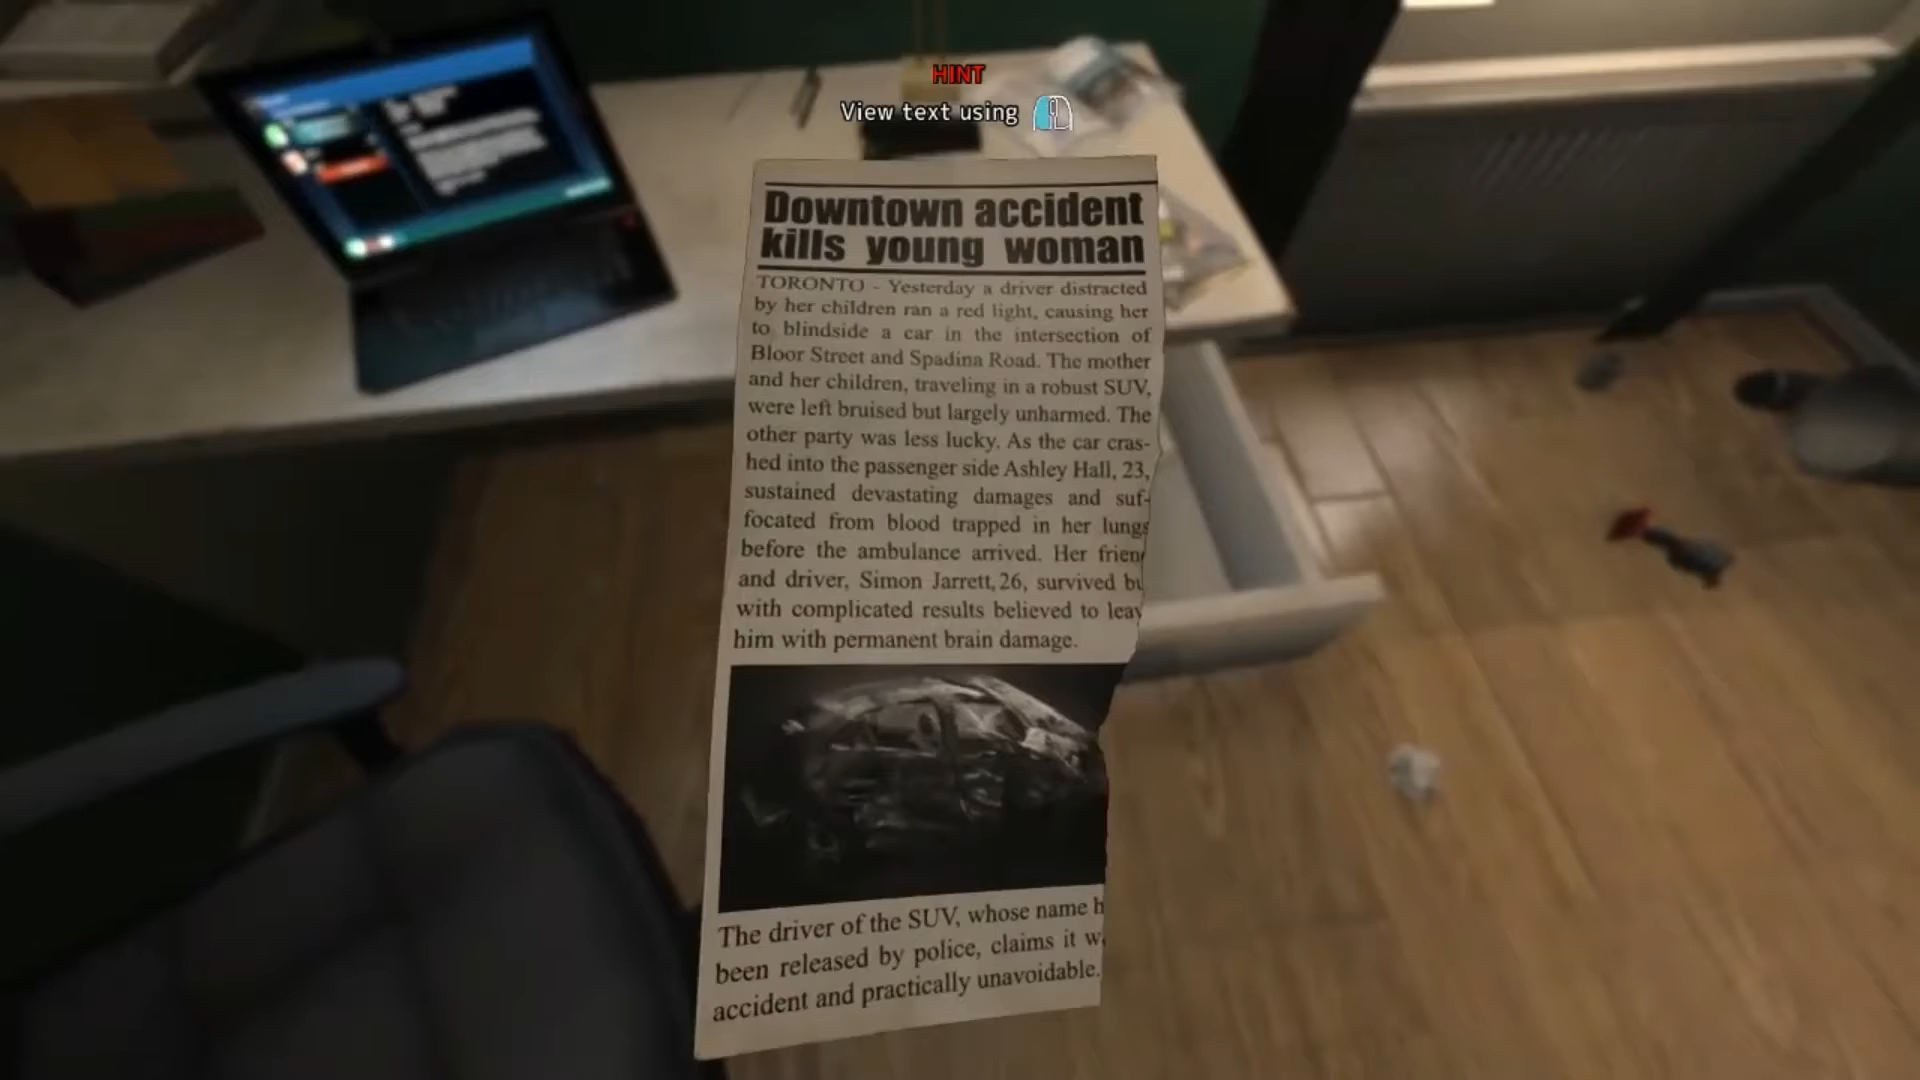 HINT
View text using
Downtown accident
kills young woman
TORONTO - Yesterday a driver distracted
by her children ran a red light, causing her
to blindside a car in the intersection of
Bloor Street and Spadina Road. The mother
and her children, traveling in a robust SUV,
were left bruised but largely unharmed. The
other party was less lucky. As the car cras-
hed into the passenger side Ashley Hall, 23,
sustained devastating damages and suf-
focated from blood trapped in her lungs
before the ambulance arrived. Her frien
and driver, Simon Jarrett, 26, survived bu
with complicated results believed to leav
him with permanent brain damage.
The driver of the SUV, whose name h
been released by police, claims it w
accident and practically unavoidable.